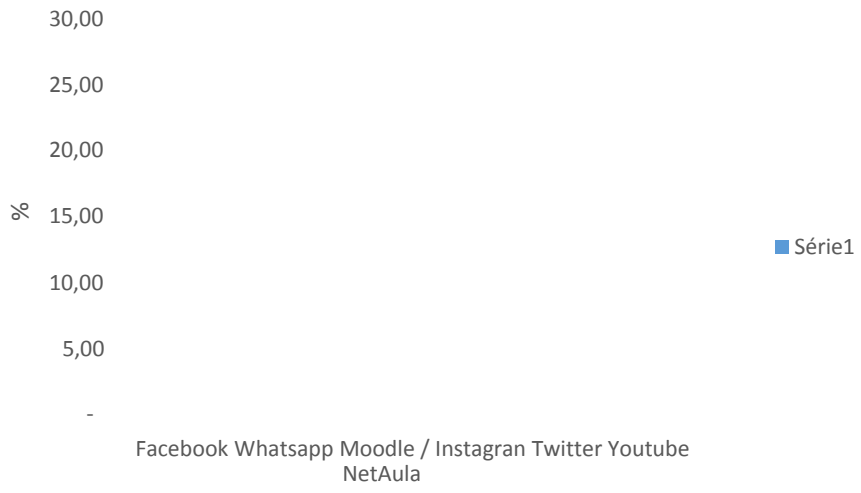 30,00
25,00
20,00
%
15,00
Série1
10,00
5,00
-
Facebook Whatsapp Moodle / Instagran Twitter Youtube
NetAula